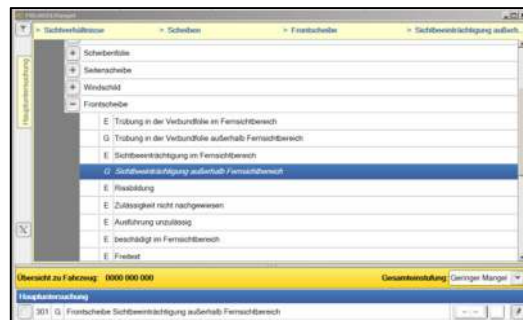 » Sichtverhältnisse » Scheiben » Frontscheibe » Sichtbeeinträchtigung außerh...
Hauptuntersuchung
+ Scheibenfolie
+ Seitenscheibe
+ Windschild
− Frontscheibe
E Trübung in der Verbundfolie im Fernsichtbereich
G Trübung in der Verbundfolie außerhalb Fernsichtbereich
E Sichtbeeinträchtigung im Fernsichtbereich
G Sichtbeeinträchtigung außerhalb Fernsichtbereich
E Rissbildung
E Zulässigkeit nicht nachgewiesen
E Ausführung unzulässig
E beschädigt im Fernsichtbereich
E Freitext
Übersicht zu Fahrzeug: 0000 000 000 Gesamteinstufung: Geringer Mangel
Hauptuntersuchung
301 G Frontscheibe Sichtbeeinträchtigung außerhalb Fernsichtbereich - -